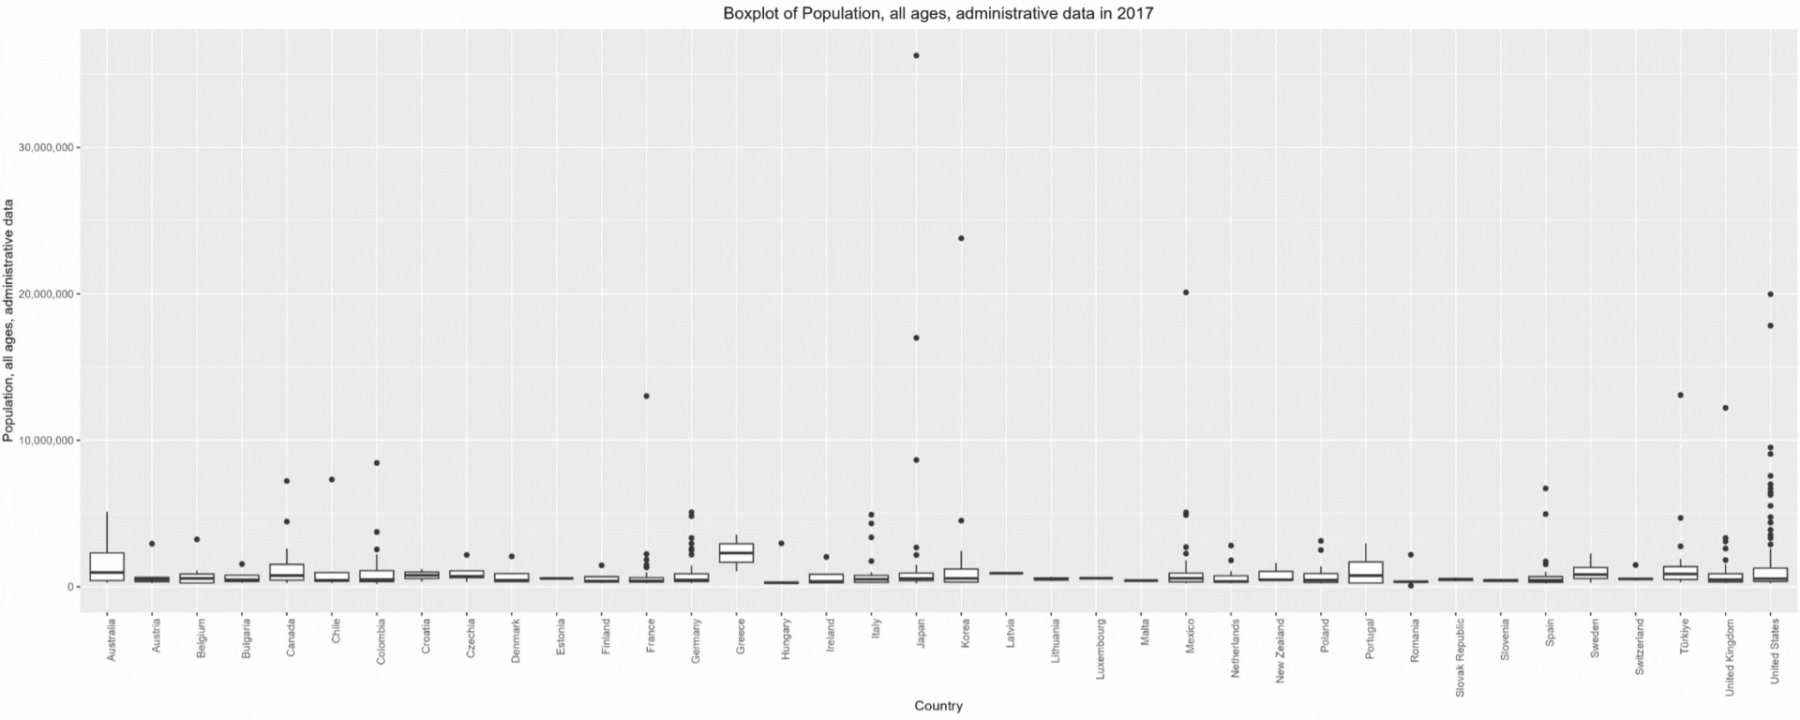 Boxplot of Population, all ages, administrative data in 2017
Population, all ages, administrative data
30,000,000
20,000,000
10,000,000
0
Australia
Austria
Belgium
Bulgaria
Canada
Chile
Colombia
Croatia
Czechia
Denmark
Estonia
Finland
France
Germany
Greece
Hungary
Ireland
Italy
Japan
Korea
Latvia
Lithuania
Luxembourg
Malta
Mexico
Netherlands
New Zealand
Poland
Portugal
Romania
Slovak Republic
Slovenia
Spain
Sweden
Switzerland
Türkiye
United Kingdom
United States
Country